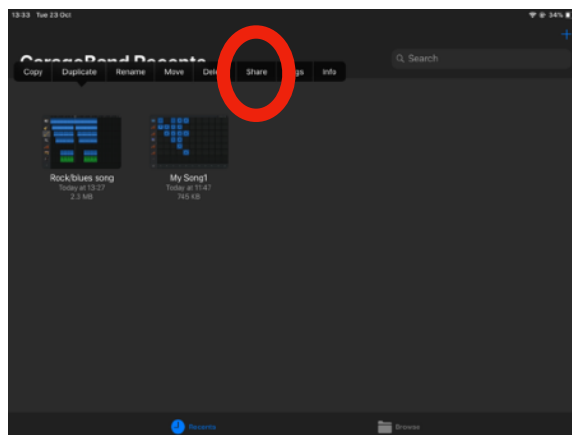 13:33 Tue 23 Oct
34%
GarageBand Recents
Search
Copy Duplicate Rename Move Share Info
Rock/blues song
Today at 13:27
2.3 MB
My Song1
Today at 11:47
745 KB
Recents
Browse